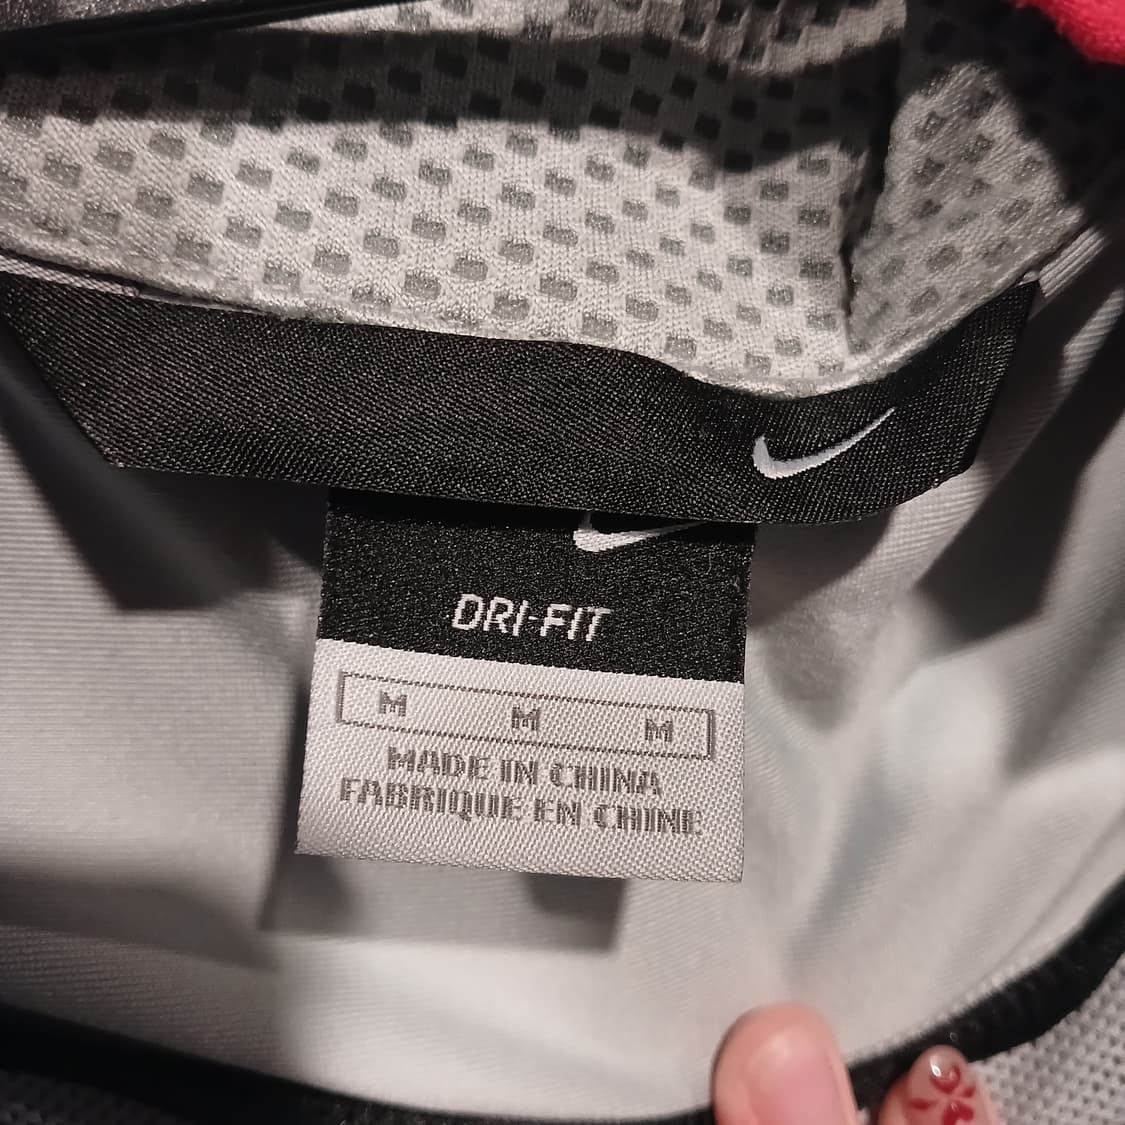 DRI-FIT
M M M
MADE IN CHINA
FABRIQUE EN CHINE